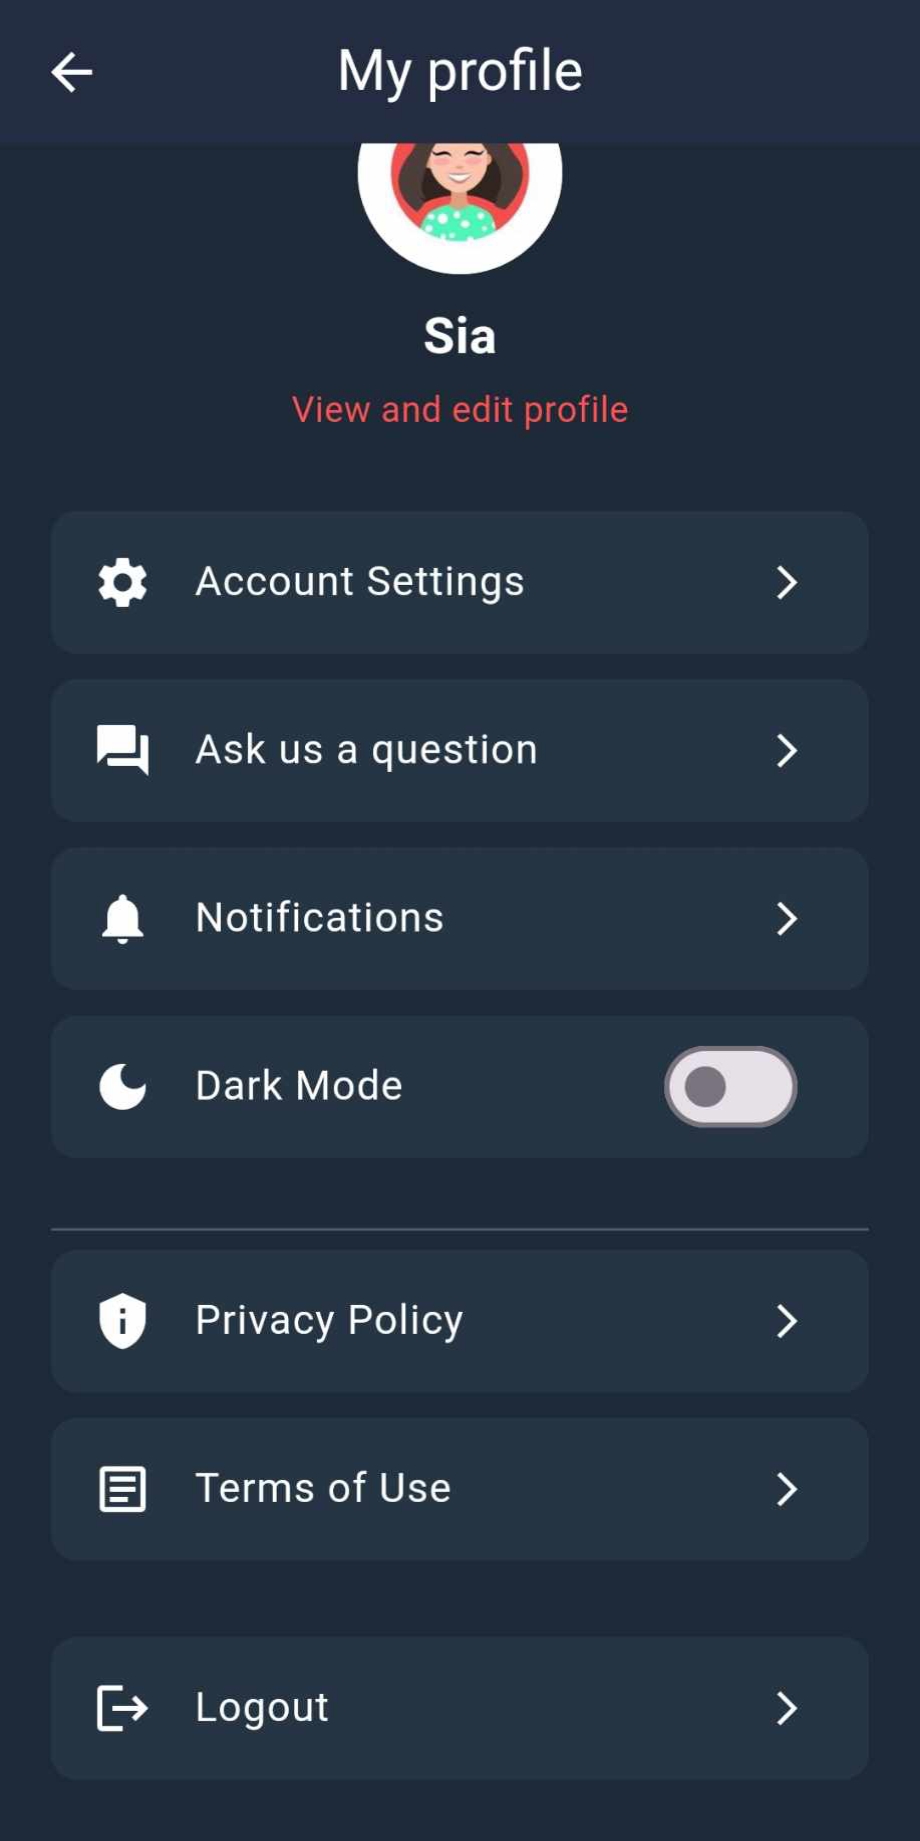 My profile
Sia
View and edit profile
Account Settings
Ask us a question
Notifications
Dark Mode
Privacy Policy
Terms of Use
Logout